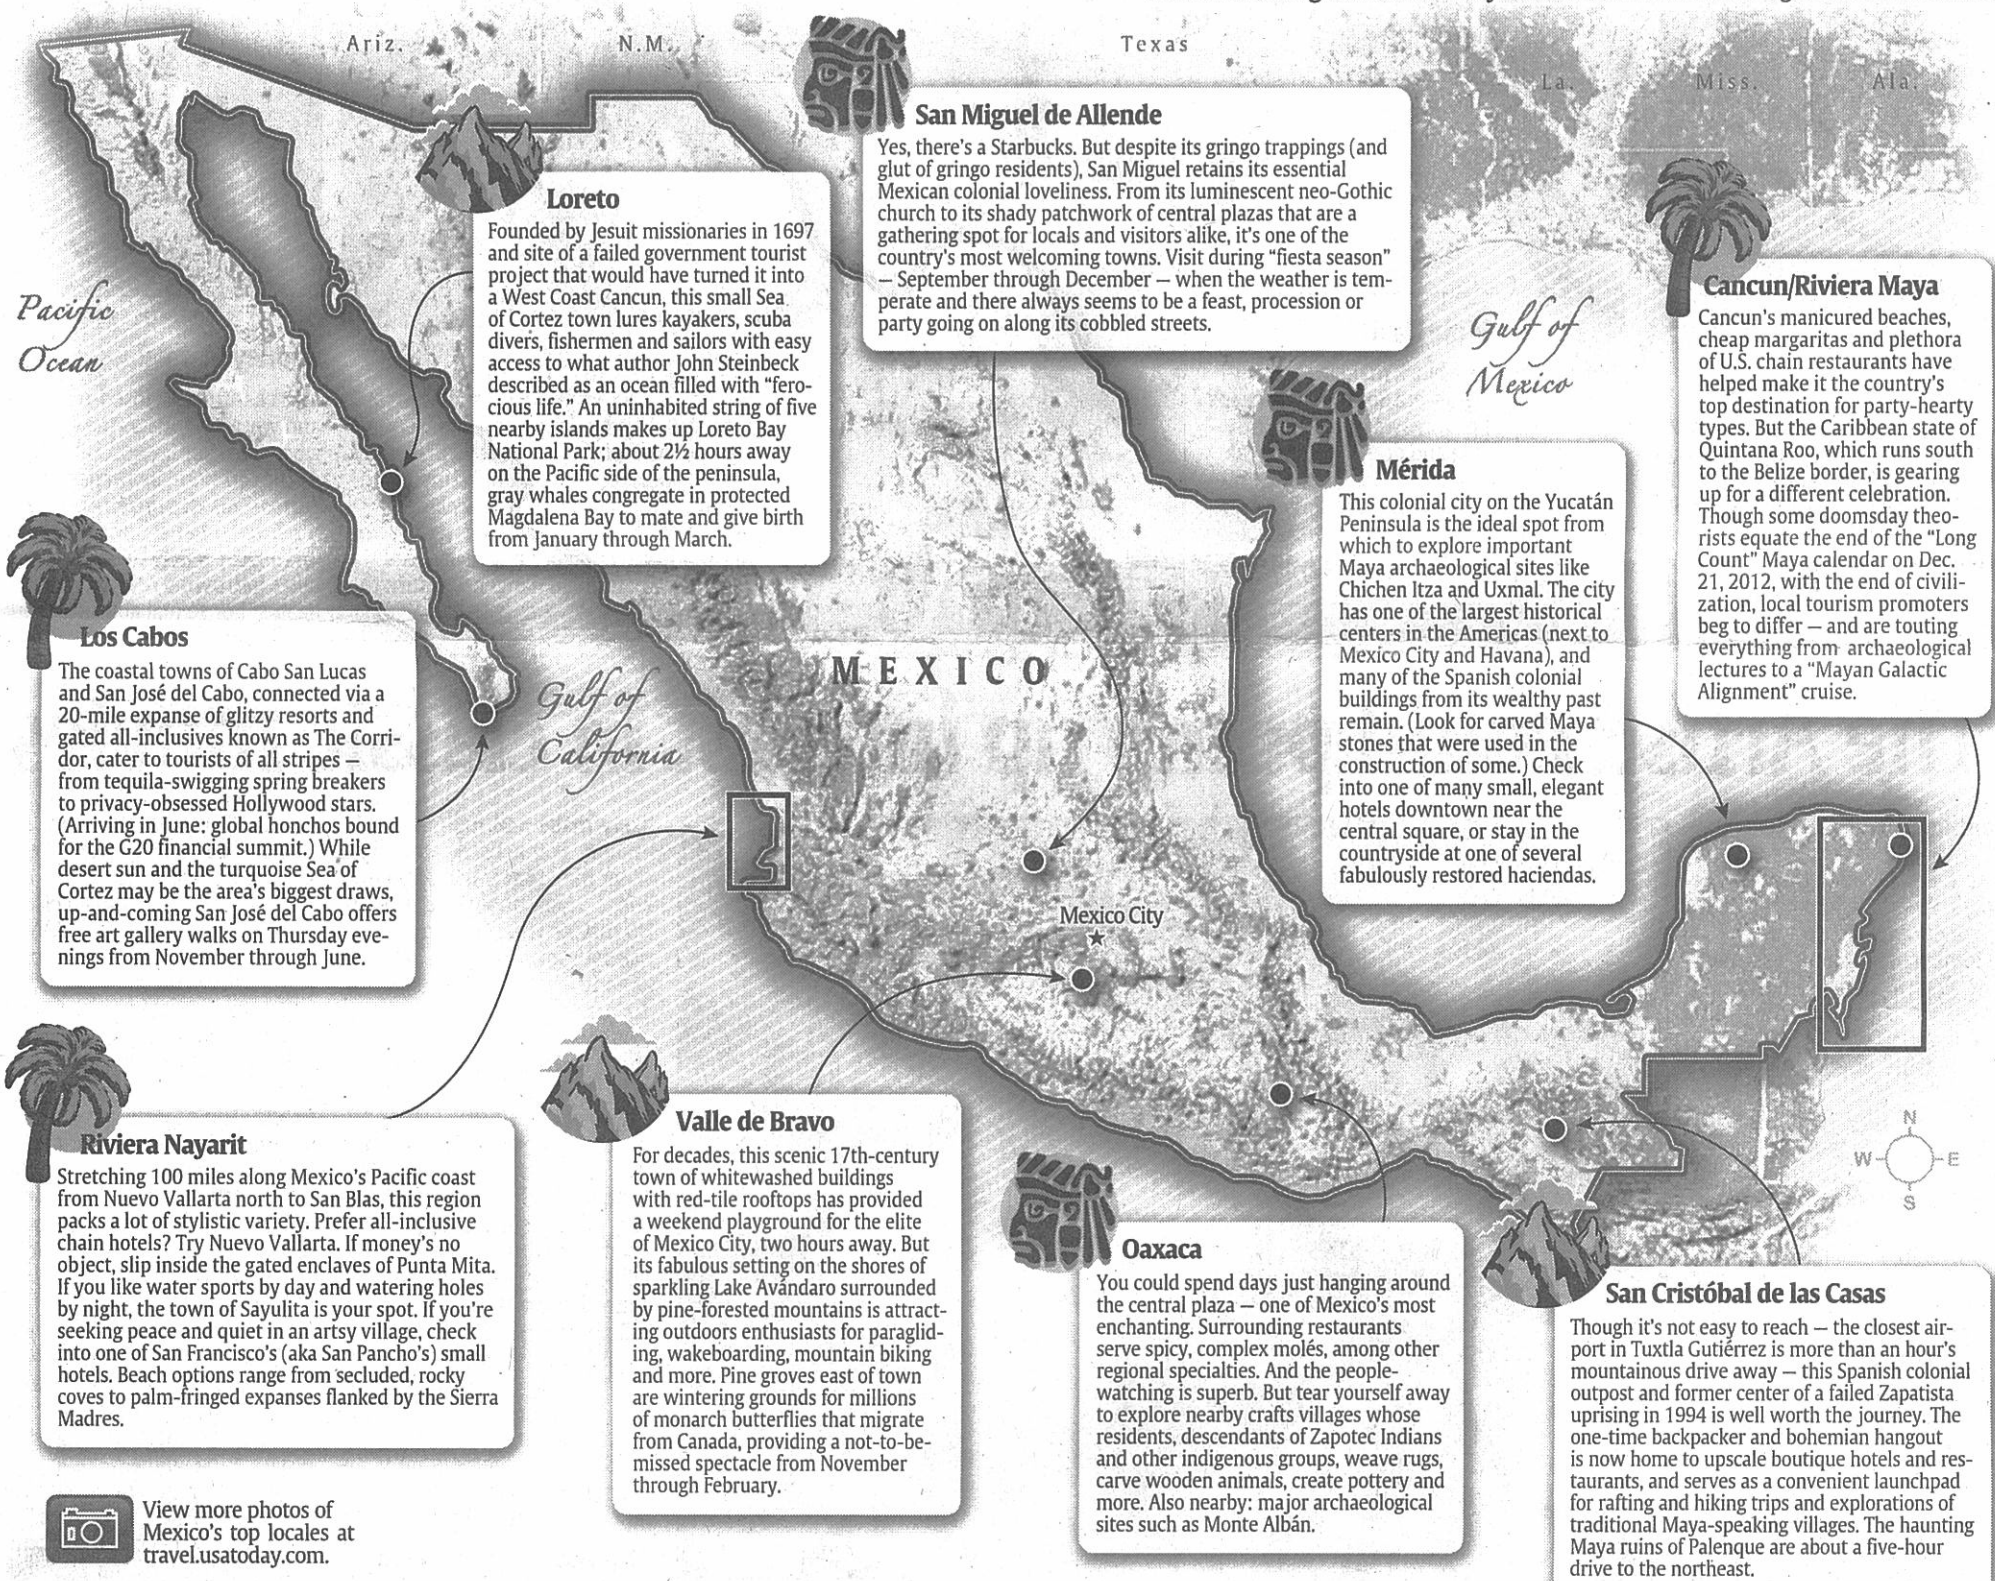 Ariz.
N.M.
Texas
La.
Miss.
Ala.
Pacific
Ocean
Gulf of
Mexico
Gulf of
California
MEXICO
Mexico City
N
W
E
S
San Miguel de Allende
Yes, there's a Starbucks. But despite its gringo trappings (and
glut of gringo residents), San Miguel retains its essential
Mexican colonial loveliness. From its luminescent neo-Gothic
church to its shady patchwork of central plazas that are a
gathering spot for locals and visitors alike, it's one of the
country's most welcoming towns. Visit during “fiesta season”
— September through December — when the weather is tem-
perate and there always seems to be a feast, procession or
party going on along its cobbled streets.
Loreto
Founded by Jesuit missionaries in 1697
and site of a failed government tourist
project that would have turned it into
a West Coast Cancun, this small Sea
of Cortez town lures kayakers, scuba
divers, fishermen and sailors with easy
access to what author John Steinbeck
described as an ocean filled with “fero-
cious life.” An uninhabited string of five
nearby islands makes up Loreto Bay
National Park; about 2½ hours away
on the Pacific side of the peninsula,
gray whales congregate in protected
Magdalena Bay to mate and give birth
from January through March.
Cancun/Riviera Maya
Cancun's manicured beaches,
cheap margaritas and plethora
of U.S. chain restaurants have
helped make it the country's
top destination for party-hearty
types. But the Caribbean state of
Quintana Roo, which runs south
to the Belize border, is gearing
up for a different celebration.
Though some doomsday theo-
rists equate the end of the “Long
Count” Maya calendar on Dec.
21, 2012, with the end of civili-
zation, local tourism promoters
beg to differ — and are touting
everything from archaeological
lectures to a “Mayan Galactic
Alignment” cruise.
Mérida
This colonial city on the Yucatán
Peninsula is the ideal spot from
which to explore important
Maya archaeological sites like
Chichen Itza and Uxmal. The city
has one of the largest historical
centers in the Americas (next to
Mexico City and Havana), and
many of the Spanish colonial
buildings from its wealthy past
remain. (Look for carved Maya
stones that were used in the
construction of some.) Check
into one of many small, elegant
hotels downtown near the
central square, or stay in the
countryside at one of several
fabulously restored haciendas.
Los Cabos
The coastal towns of Cabo San Lucas
and San José del Cabo, connected via a
20-mile expanse of glitzy resorts and
gated all-inclusives known as The Corri-
dor, cater to tourists of all stripes —
from tequila-swigging spring breakers
to privacy-obsessed Hollywood stars.
(Arriving in June: global honchos bound
for the G20 financial summit.) While
desert sun and the turquoise Sea of
Cortez may be the area's biggest draws,
up-and-coming San José del Cabo offers
free art gallery walks on Thursday eve-
nings from November through June.
Riviera Nayarit
Stretching 100 miles along Mexico's Pacific coast
from Nuevo Vallarta north to San Blas, this region
packs a lot of stylistic variety. Prefer all-inclusive
chain hotels? Try Nuevo Vallarta. If money's no
object, slip inside the gated enclaves of Punta Mita.
If you like water sports by day and watering holes
by night, the town of Sayulita is your spot. If you're
seeking peace and quiet in an artsy village, check
into one of San Francisco's (aka San Pancho's) small
hotels. Beach options range from secluded, rocky
coves to palm-fringed expanses flanked by the Sierra
Madres.
Valle de Bravo
For decades, this scenic 17th-century
town of whitewashed buildings
with red-tile rooftops has provided
a weekend playground for the elite
of Mexico City, two hours away. But
its fabulous setting on the shores of
sparkling Lake Avándaro surrounded
by pine-forested mountains is attract-
ing outdoors enthusiasts for paraglid-
ing, wakeboarding, mountain biking
and more. Pine groves east of town
are wintering grounds for millions
of monarch butterflies that migrate
from Canada, providing a not-to-be-
missed spectacle from November
through February.
Oaxaca
You could spend days just hanging around
the central plaza — one of Mexico's most
enchanting. Surrounding restaurants
serve spicy, complex molés, among other
regional specialties. And the people-
watching is superb. But tear yourself away
to explore nearby crafts villages whose
residents, descendants of Zapotec Indians
and other indigenous groups, weave rugs,
carve wooden animals, create pottery and
more. Also nearby: major archaeological
sites such as Monte Albán.
San Cristóbal de las Casas
Though it's not easy to reach — the closest air-
port in Tuxtla Gutiérrez is more than an hour's
mountainous drive away — this Spanish colonial
outpost and former center of a failed Zapatista
uprising in 1994 is well worth the journey. The
one-time backpacker and bohemian hangout
is now home to upscale boutique hotels and res-
taurants, and serves as a convenient launchpad
for rafting and hiking trips and explorations of
traditional Maya-speaking villages. The haunting
Maya ruins of Palenque are about a five-hour
drive to the northeast.
View more photos of
Mexico's top locales at
travel.usatoday.com.